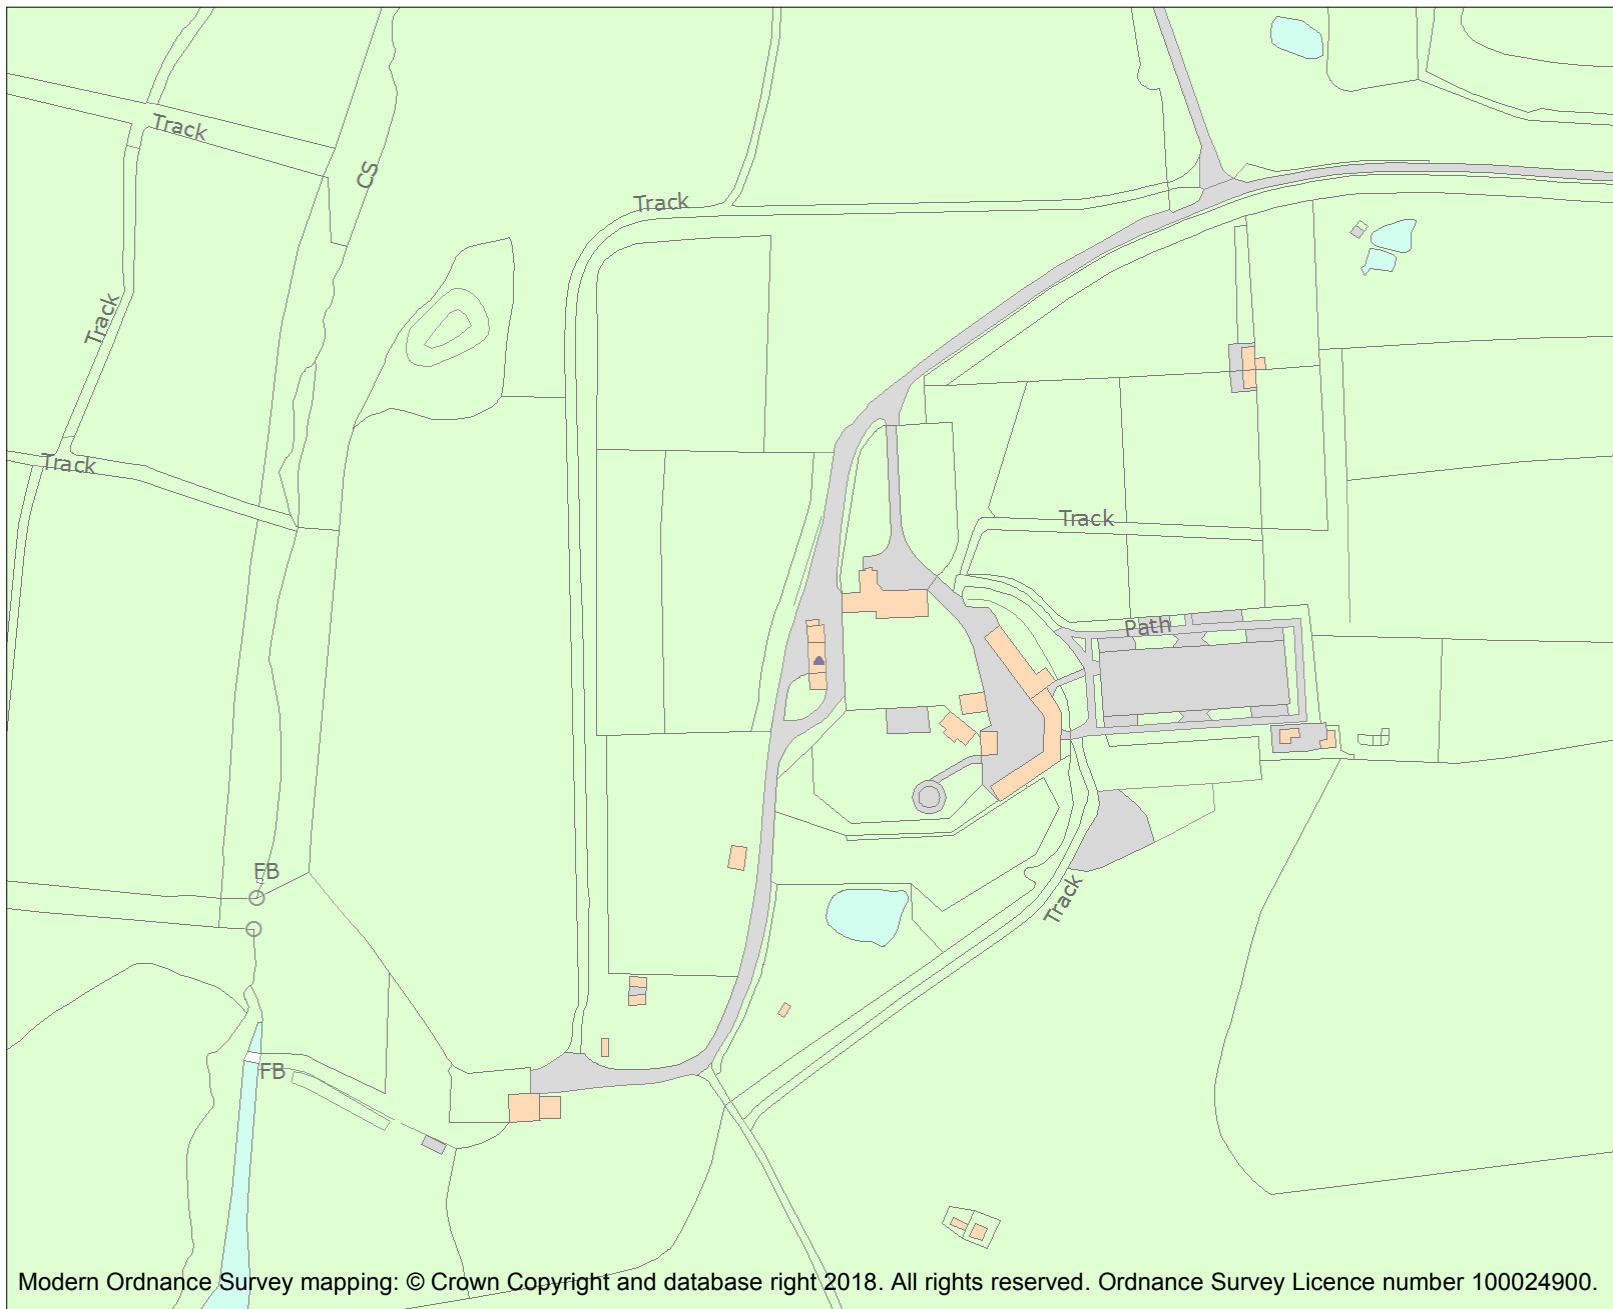 Track
CS
Track
Track
Track
Track
Path
FB
Track
FB
Modern Ordnance Survey mapping: © Crown Copyright and database right 2018. All rights reserved. Ordnance Survey Licence number 100024900.